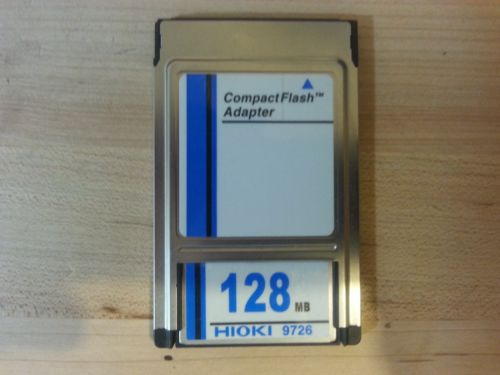 CompactFlash™
Adapter
128 MB
HIOKI 9726